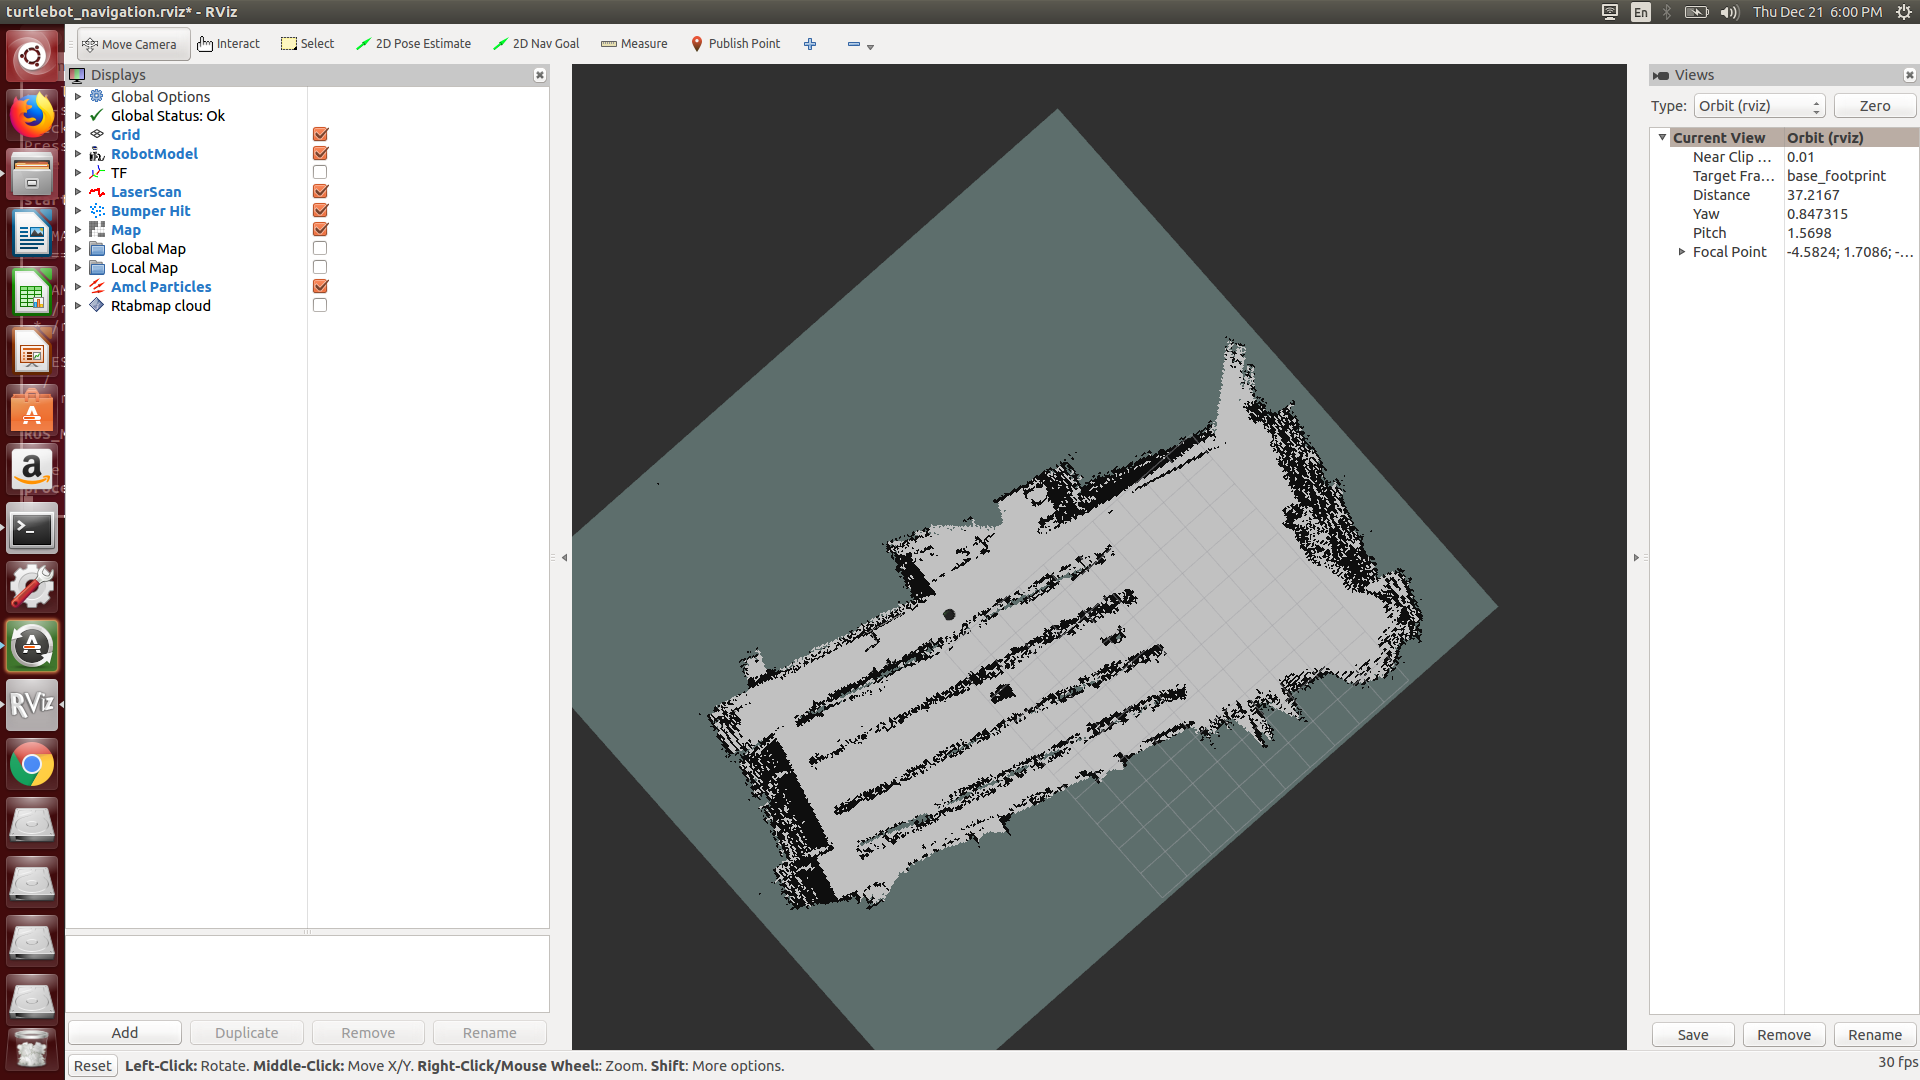 turtlebot_navigation.rviz* - RViz
En
Thu Dec 21 6:00 PM
Move Camera
Interact
Select
2D Pose Estimate
2D Nav Goal
Measure
Publish Point
Displays
Global Options
Global Status: Ok
Grid
RobotModel
TF
LaserScan
Bumper Hit
Map
Global Map
Local Map
Amcl Particles
Rtabmap cloud
Add
Duplicate
Remove
Rename
Views
Type: Orbit (rviz)
Zero
Current View Orbit (rviz)
Near Clip ... 0.01
Target Fra... base_footprint
Distance 37.2167
Yaw 0.847315
Pitch 1.5698
Focal Point -4.5824; 1.7086; -...
Save
Remove
Rename
Reset
Left-Click: Rotate. Middle-Click: Move X/Y. Right-Click/Mouse Wheel:: Zoom. Shift: More options.
30 fps
RViz